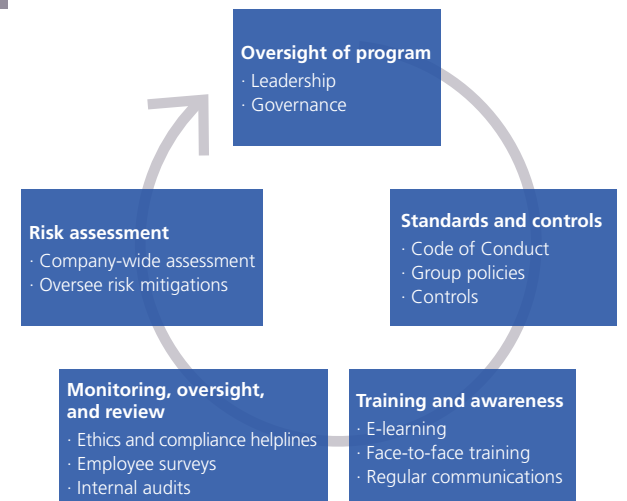 Oversight of program
· Leadership
· Governance
Standards and controls
· Code of Conduct
· Group policies
· Controls
Training and awareness
· E-learning
· Face-to-face training
· Regular communications
Monitoring, oversight,
and review
· Ethics and compliance helplines
· Employee surveys
· Internal audits
Risk assessment
· Company-wide assessment
· Oversee risk mitigations